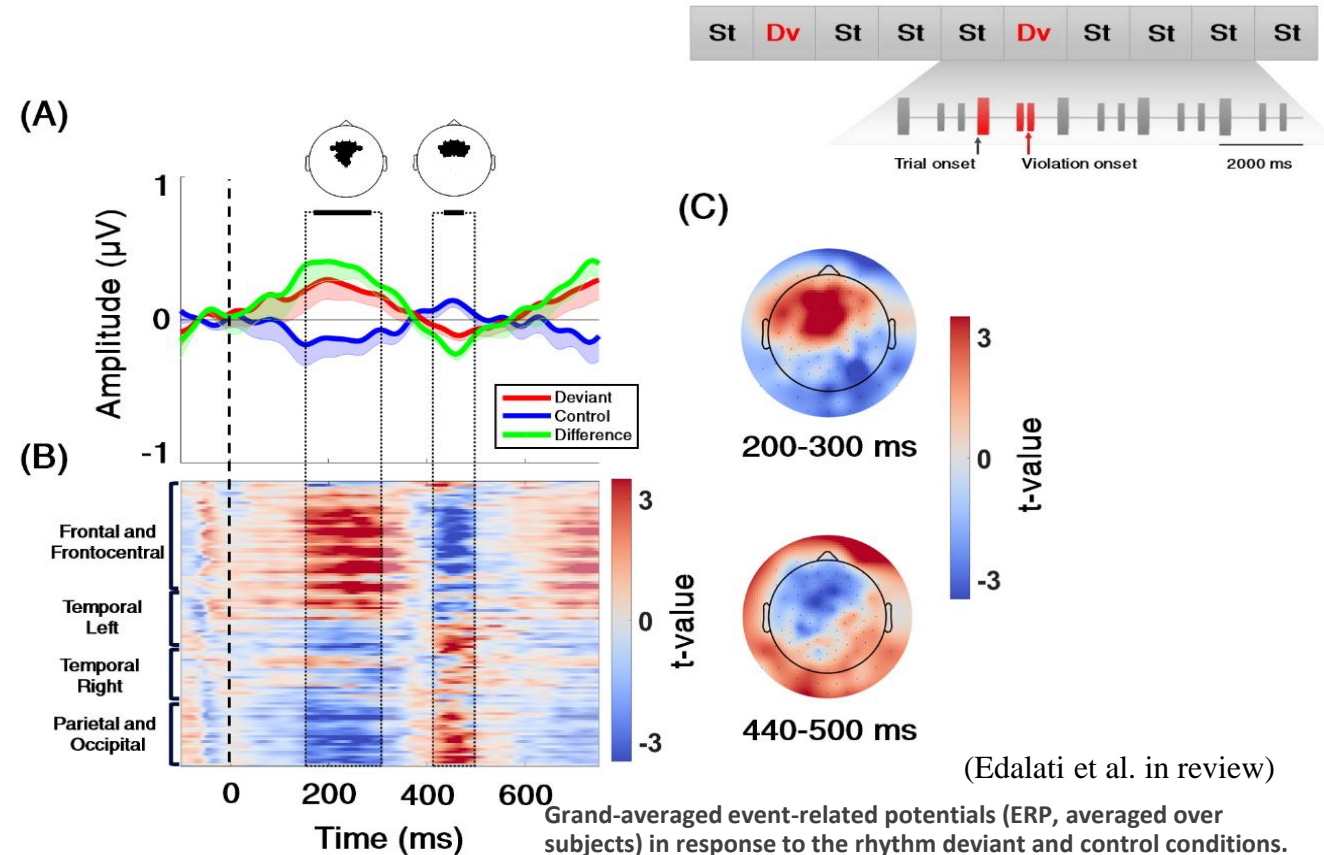 St Dv St St St Dv St St St St
Trial onset
Violation onset
2000 ms
(A)
1
0
-1
Amplitude (µV)
Deviant
Control
Difference
(B)
Frontal and
Frontocentral
Temporal
Left
Temporal
Right
Parietal and
Occipital
3
0
-3
t-value
0 200 400 600
Time (ms)
(C)
200-300 ms
440-500 ms
3
0
-3
t-value
(Edalati et al. in review)
Grand-averaged event-related potentials (ERP, averaged over
subjects) in response to the rhythm deviant and control conditions.